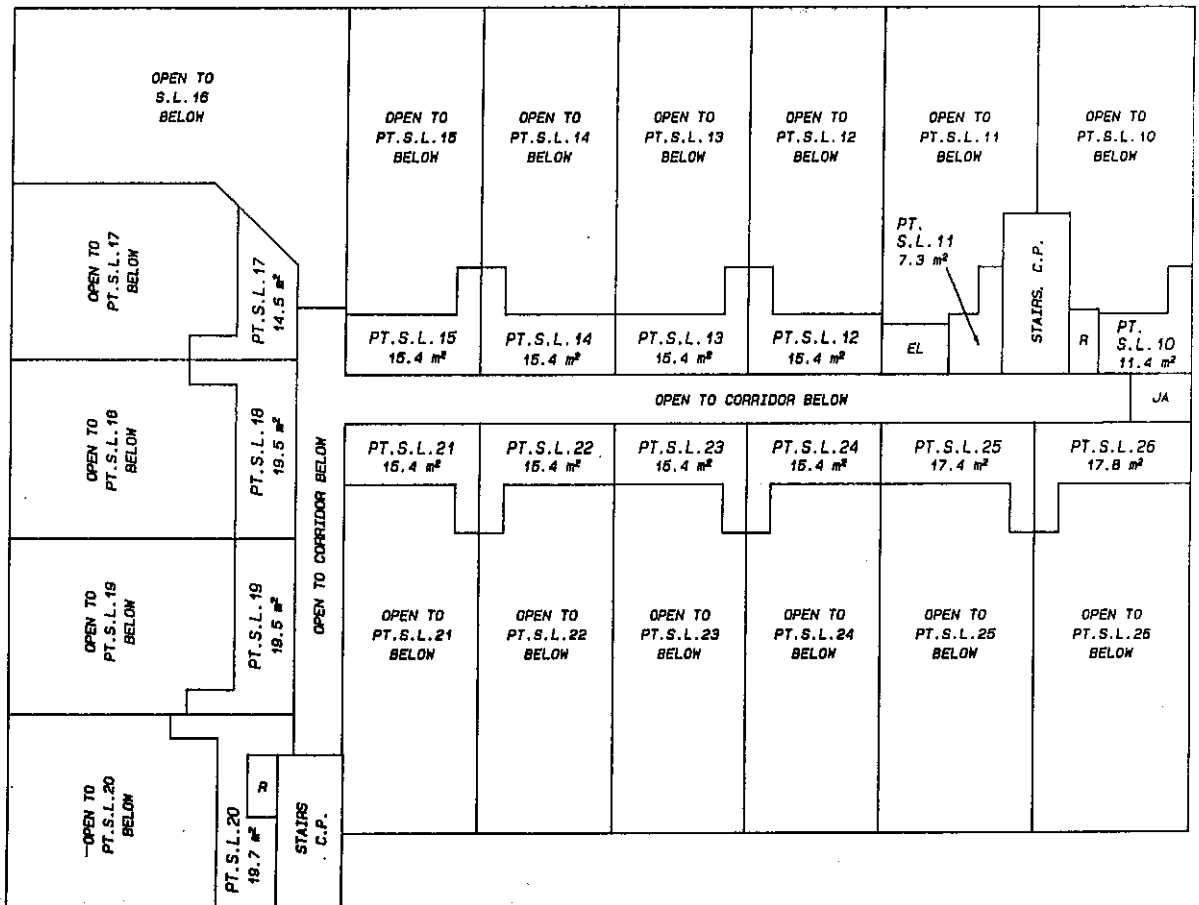 OPEN TO
S.L.16
BELOW
OPEN TO
PT.S.L.15
BELOW
OPEN TO
PT.S.L.14
BELOW
OPEN TO
PT.S.L.13
BELOW
OPEN TO
PT.S.L.12
BELOW
OPEN TO
PT.S.L.11
BELOW
OPEN TO
PT.S.L.10
BELOW
OPEN TO
PT.S.L.17
BELOW
PT.S.L.17
14.5 m²
PT.
S.L.11
7.3 m²
STAIRS, C.P.
PT.S.L.15
15.4 m²
PT.S.L.14
15.4 m²
PT.S.L.13
15.4 m²
PT.S.L.12
15.4 m²
EL
R
PT.
S.L.10
11.4 m²
OPEN TO CORRIDOR BELOW
JA
OPEN TO
PT.S.L.18
BELOW
PT.S.L.18
19.5 m²
OPEN TO CORRIDOR BELOW
PT.S.L.21
15.4 m²
PT.S.L.22
15.4 m²
PT.S.L.23
15.4 m²
PT.S.L.24
15.4 m²
PT.S.L.25
17.4 m²
PT.S.L.26
17.8 m²
OPEN TO
PT.S.L.19
BELOW
PT.S.L.19
19.5 m²
OPEN TO
PT.S.L.21
BELOW
OPEN TO
PT.S.L.22
BELOW
OPEN TO
PT.S.L.23
BELOW
OPEN TO
PT.S.L.24
BELOW
OPEN TO
PT.S.L.25
BELOW
OPEN TO
PT.S.L.26
BELOW
OPEN TO
PT.S.L.20
BELOW
PT.S.L.20
19.7 m²
R
STAIRS
C.P.